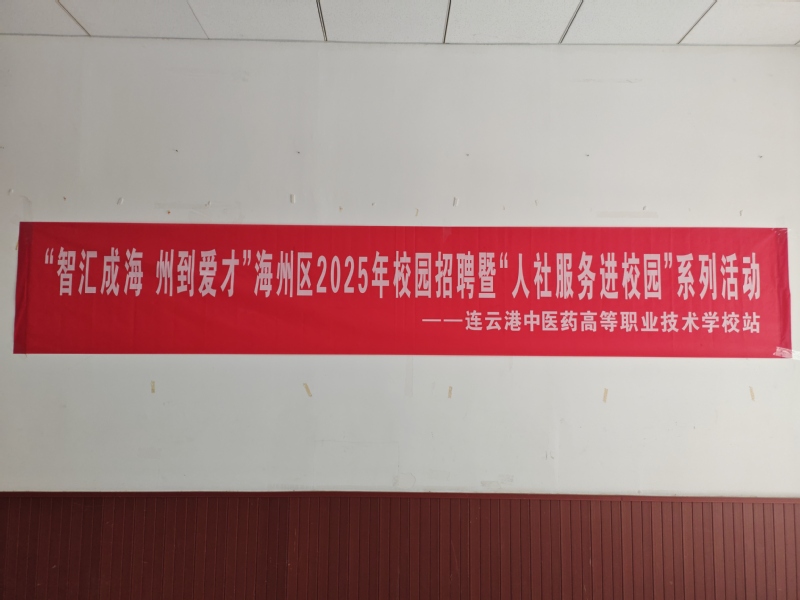 “智汇成海 州到爱才”海州区2025年校园招聘暨“人社服务进校园”系列活动
——连云港中医药高等职业技术学校站